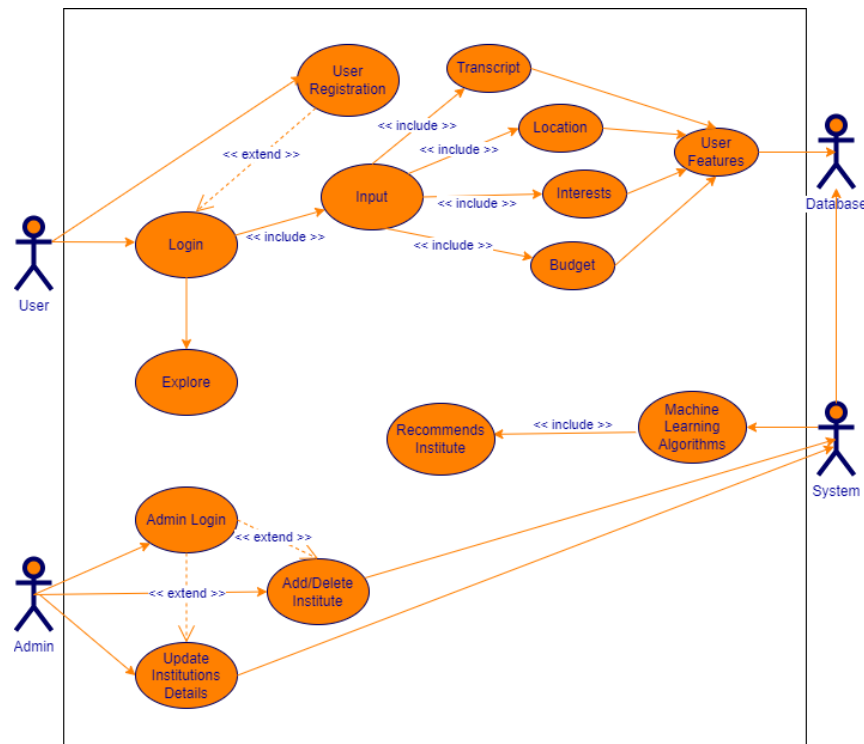 User
Registration
Transcript
<< include >>
Location
<< include >>
User
Features
<< extend >>
Input
<< include >>
Interests
Database
Login
<< include >>
<< include >>
Budget
User
Explore
Recommends
Institute
<< include >>
Machine
Learning
Algorithms
System
Admin Login
<< extend >>
Add/Delete
Institute
<< extend >>
Admin
Update
Institutions
Details